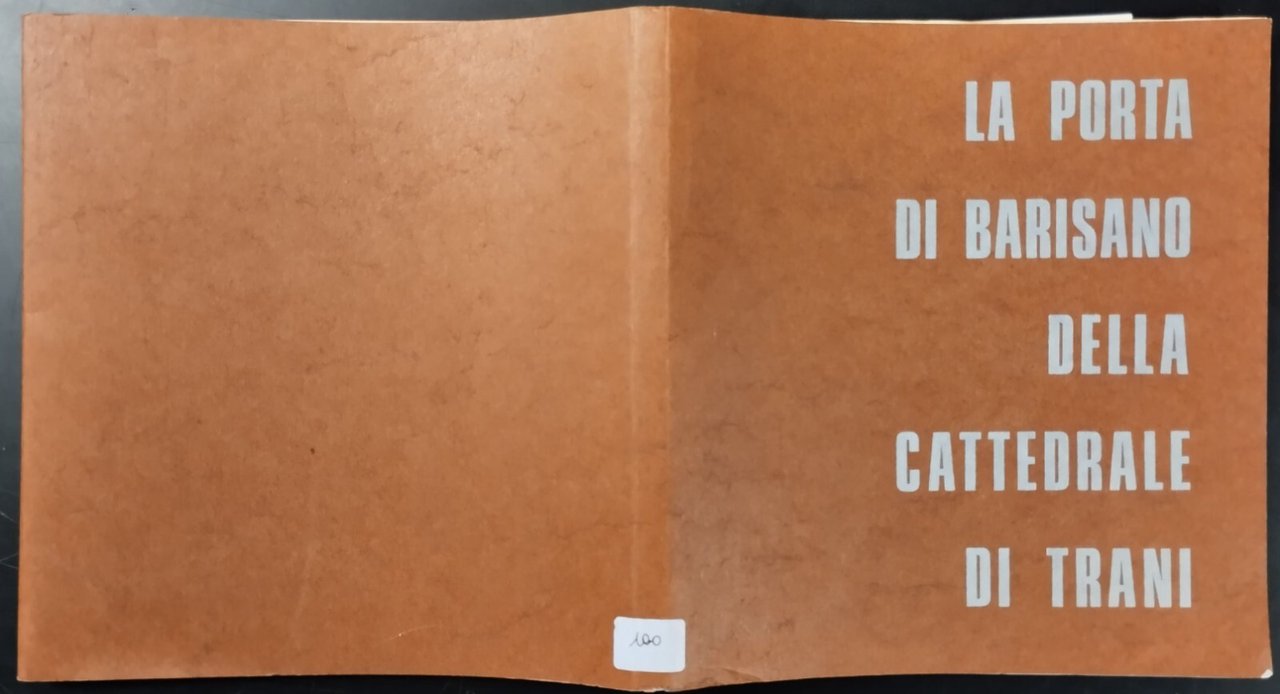 LA PORTA
DI BARISANO
DELLA
CATTEDRALE
DI TRANI
100